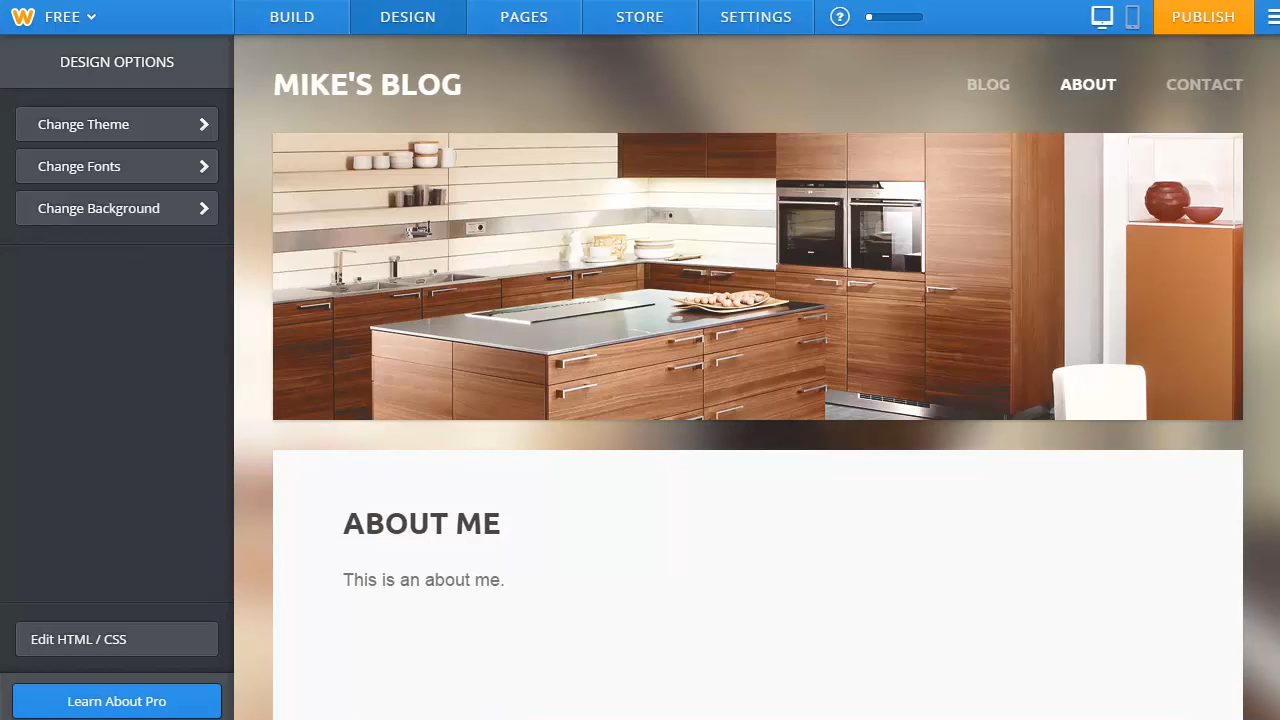 FREE
BUILD
DESIGN
PAGES
STORE
SETTINGS
?
PUBLISH
DESIGN OPTIONS
Change Theme
Change Fonts
Change Background
Edit HTML / CSS
Learn About Pro
MIKE'S BLOG
BLOG
ABOUT
CONTACT
ABOUT ME
This is an about me.